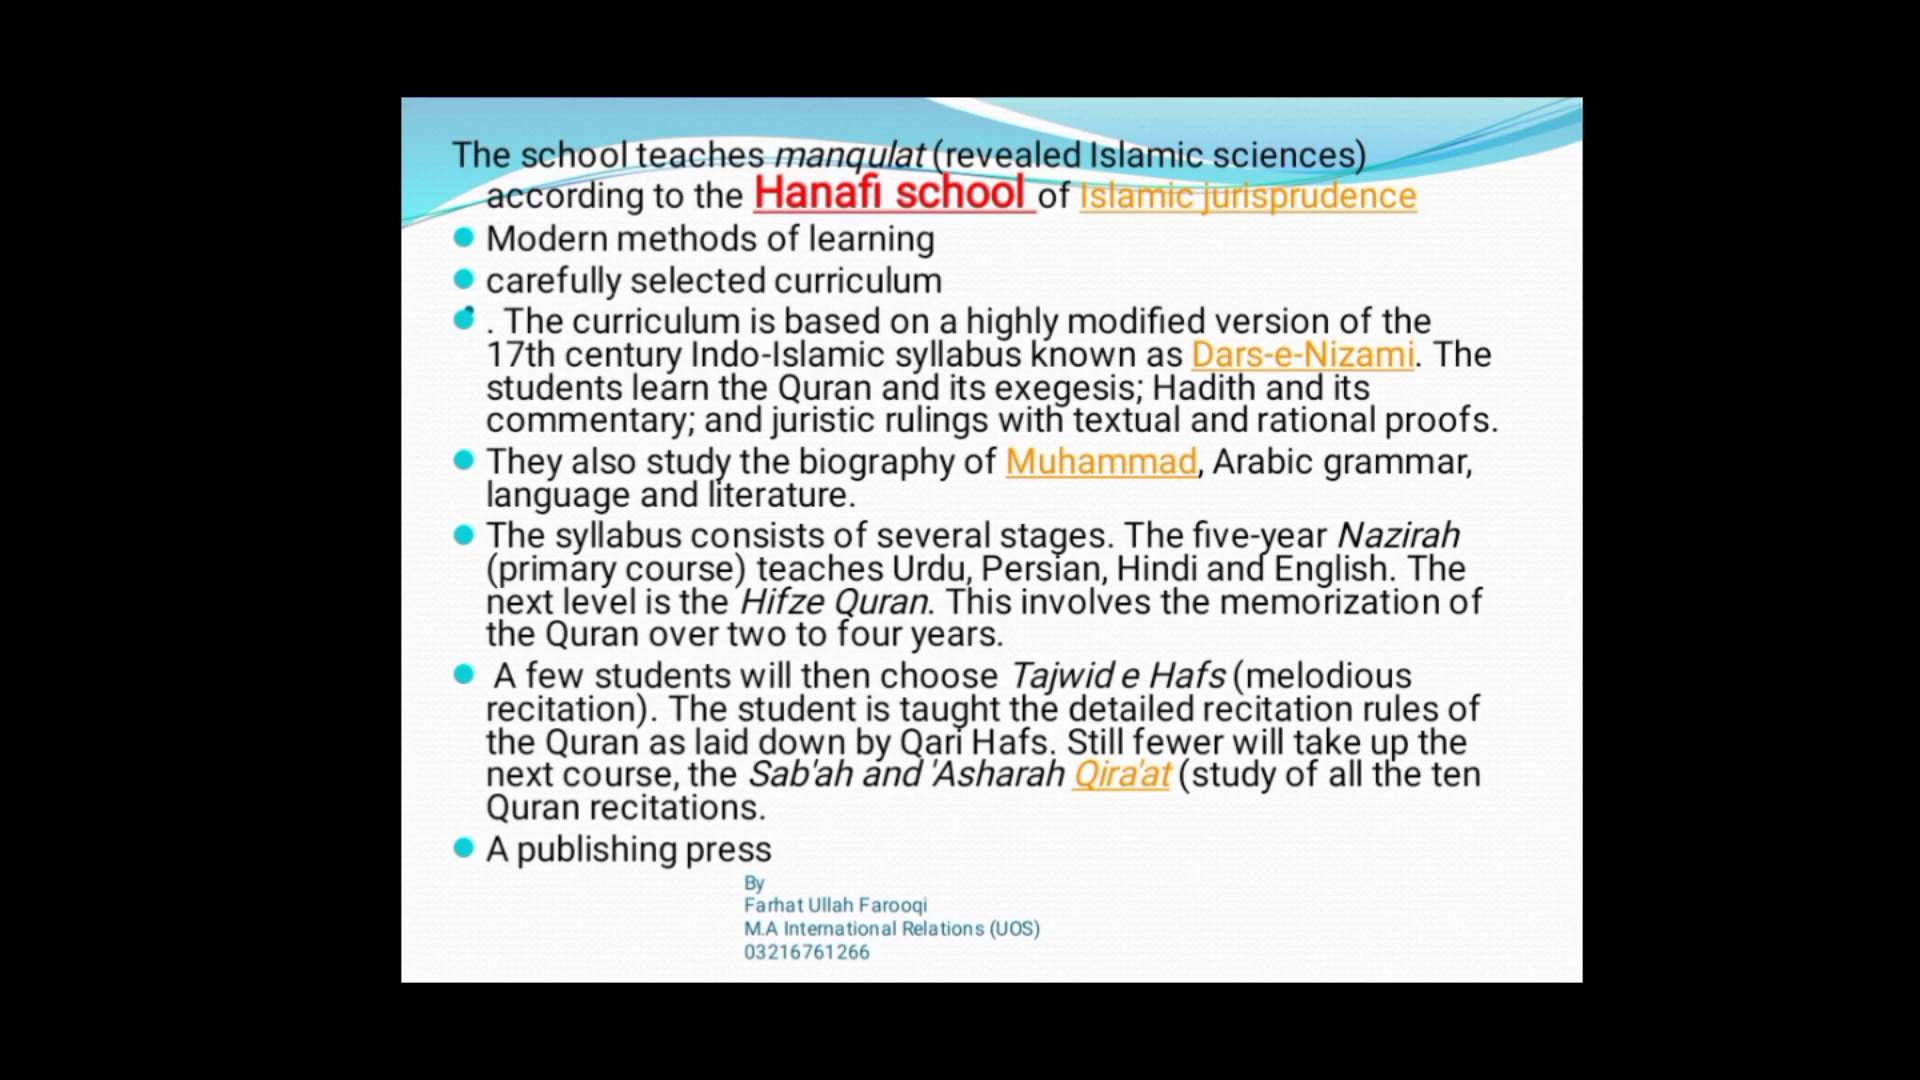 The school teaches manqulat (revealed Islamic sciences)
according to the Hanafi school of Islamic jurisprudence
Modern methods of learning
carefully selected curriculum
. The curriculum is based on a highly modified version of the
17th century Indo-Islamic syllabus known as Dars-e-Nizami. The
students learn the Quran and its exegesis; Hadith and its
commentary; and juristic rulings with textual and rational proofs.
They also study the biography of Muhammad, Arabic grammar,
language and literature.
The syllabus consists of several stages. The five-year Nazirah
(primary course) teaches Urdu, Persian, Hindi and English. The
next level is the Hifze Quran. This involves the memorization of
the Quran over two to four years.
A few students will then choose Tajwid e Hafs (melodious
recitation). The student is taught the detailed recitation rules of
the Quran as laid down by Qari Hafs. Still fewer will take up the
next course, the Sab'ah and 'Asharah Qira'at (study of all the ten
Quran recitations.
A publishing press
By
Farhat Ullah Farooqi
M.A International Relations (UOS)
03216761266